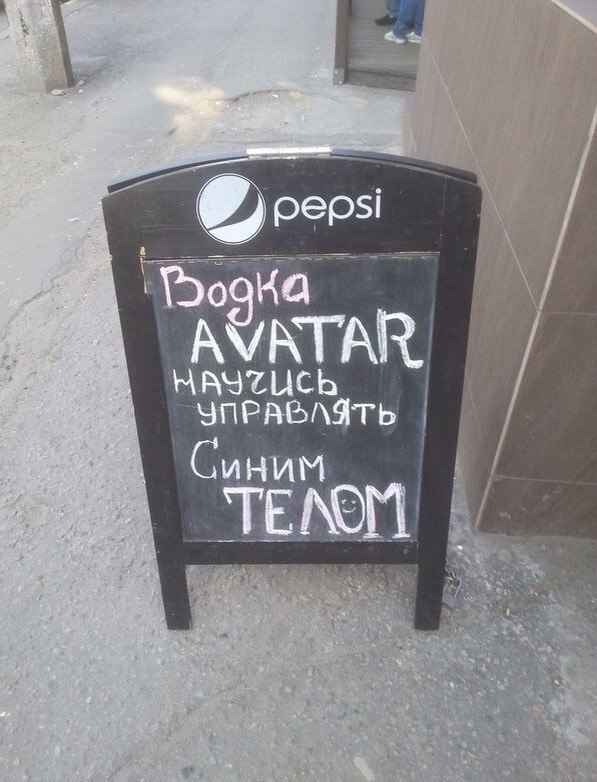 pepsi
Водка
AVATAR
НАУЧИСЬ
УПРАВЛЯТЬ
Синим
ТЕЛОМ